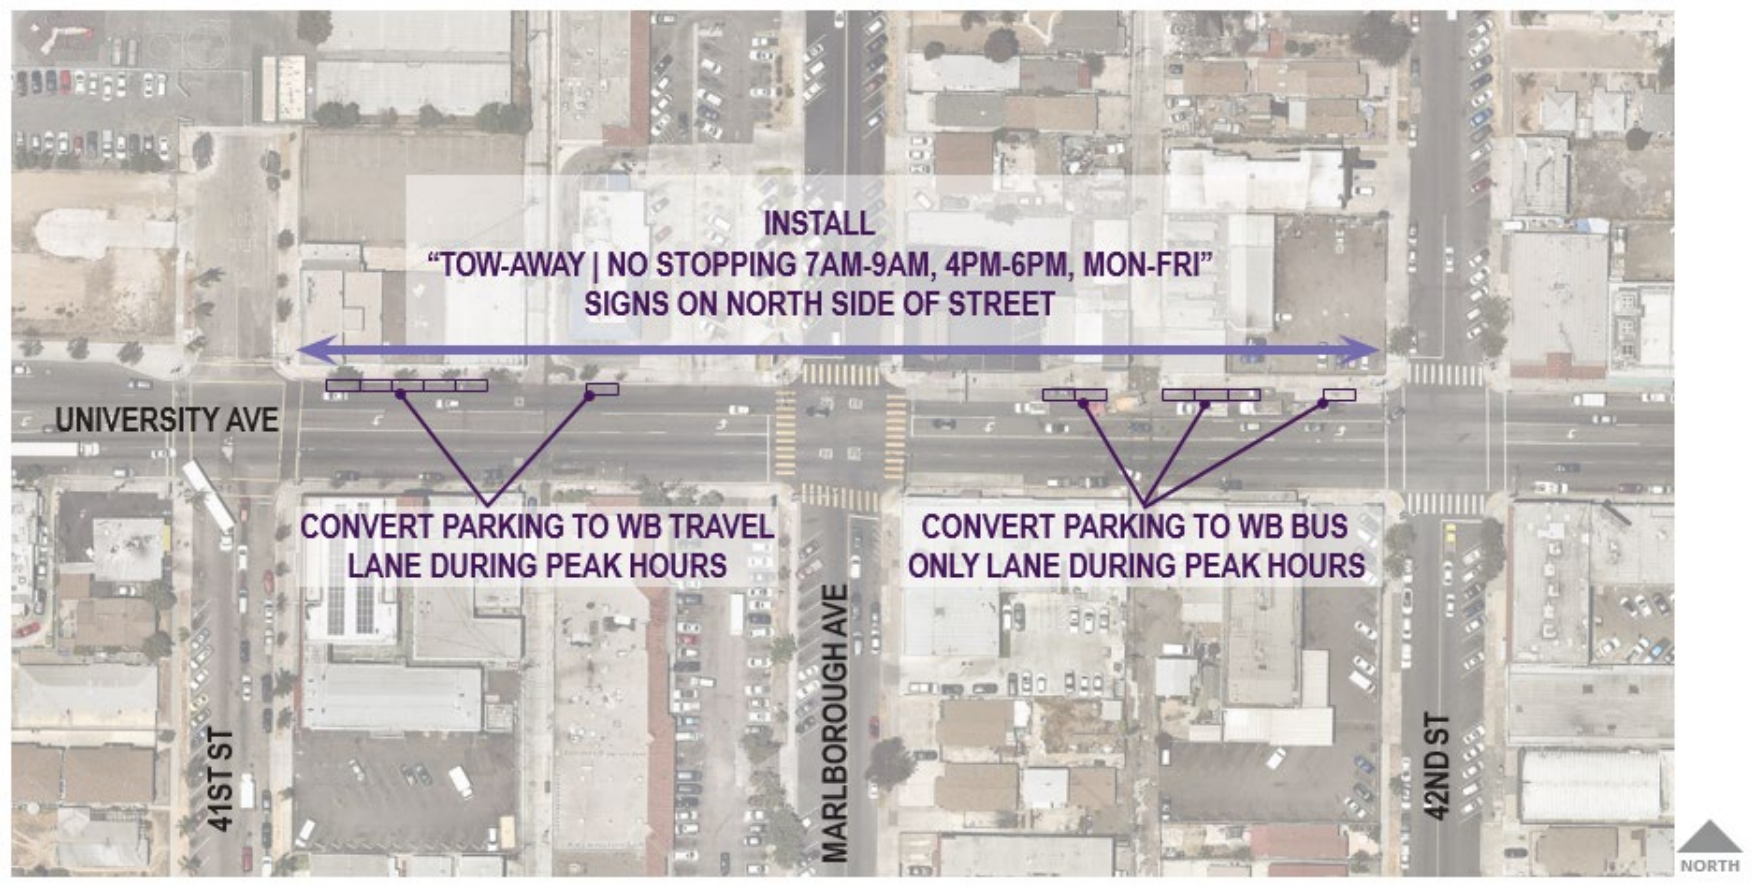 INSTALL
“TOW-AWAY | NO STOPPING 7AM-9AM, 4PM-6PM, MON-FRI”
SIGNS ON NORTH SIDE OF STREET
UNIVERSITY AVE
CONVERT PARKING TO WB TRAVEL
LANE DURING PEAK HOURS
CONVERT PARKING TO WB BUS
ONLY LANE DURING PEAK HOURS
41ST ST
MARLBOROUGH AVE
42ND ST
NORTH